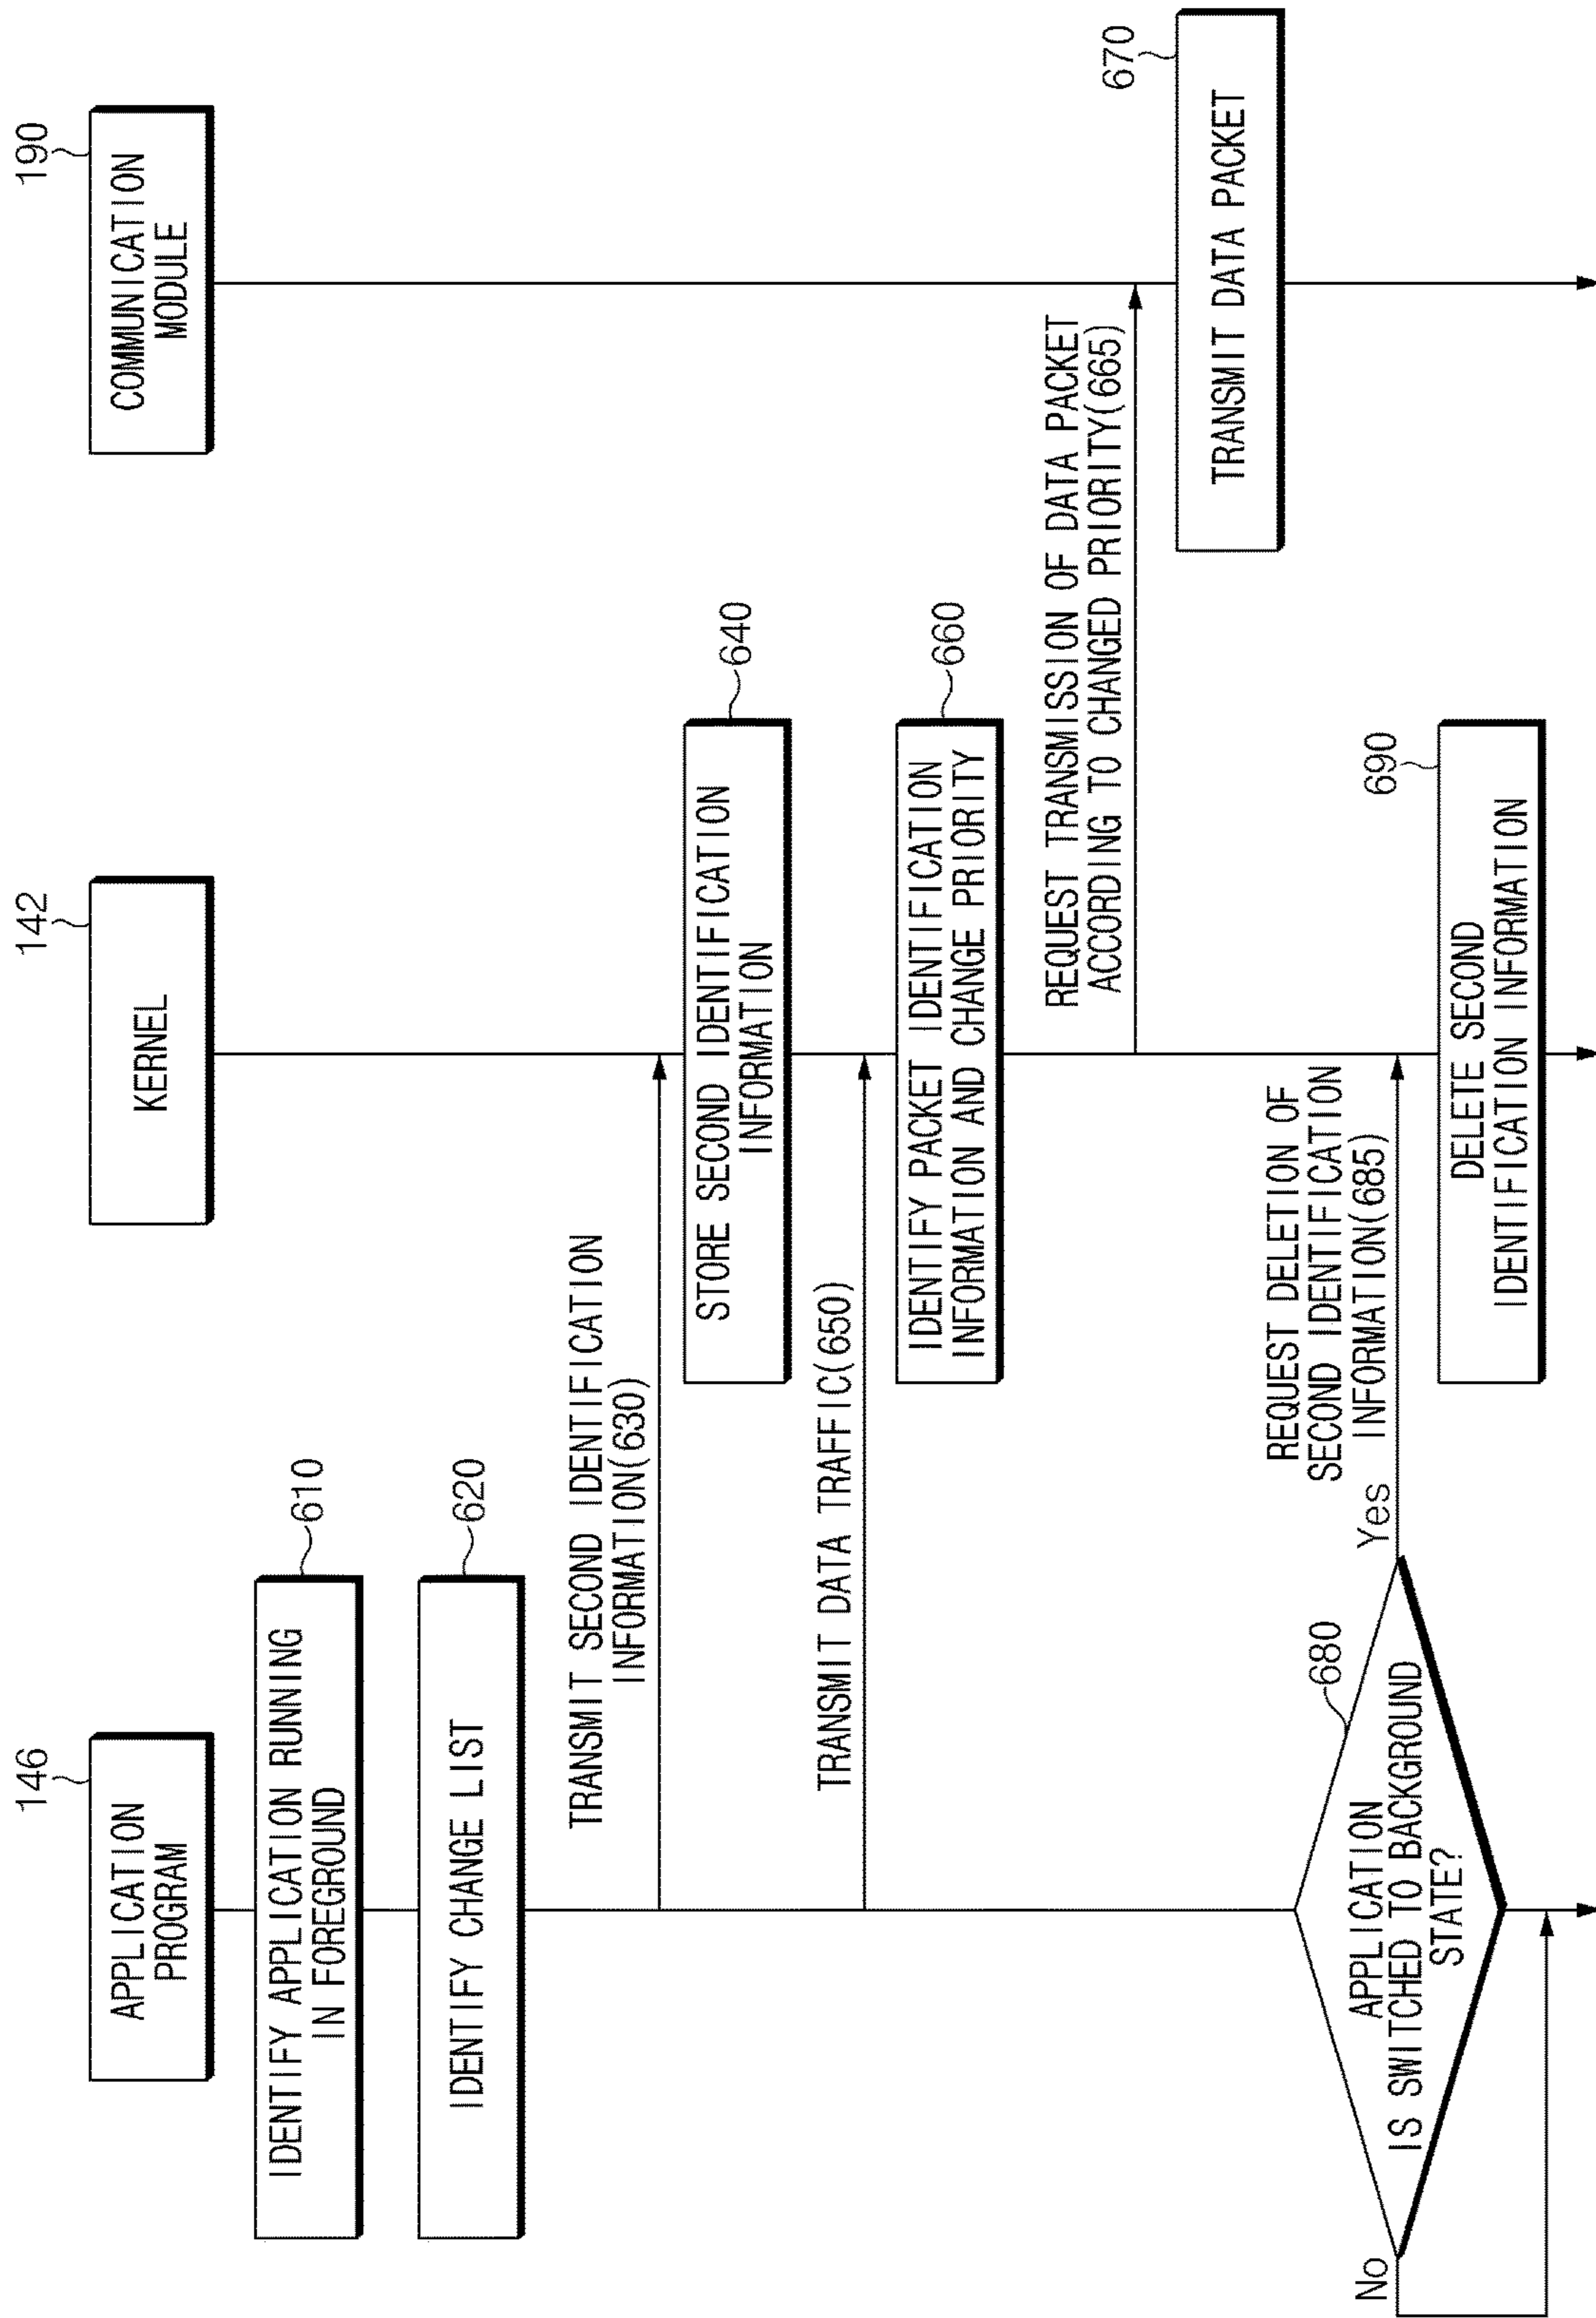 146
APPLICATION
PROGRAM
142
KERNEL
190
COMMUNICATION
MODULE
610
IDENTIFY APPLICATION RUNNING
IN FOREGROUND
620
IDENTIFY CHANGE LIST
TRANSMIT SECOND IDENTIFICATION
INFORMATION(630)
640
STORE SECOND IDENTIFICATION
INFORMATION
TRANSMIT DATA TRAFFIC(650)
660
IDENTIFY PACKET IDENTIFICATION
INFORMATION AND CHANGE PRIORITY
REQUEST TRANSMISSION OF DATA PACKET
ACCORDING TO CHANGED PRIORITY(665)
670
TRANSMIT DATA PACKET
680
APPLICATION
IS SWITCHED TO BACKGROUND
STATE?
No
Yes
REQUEST DELETION OF
SECOND IDENTIFICATION
INFORMATION(685)
690
DELETE SECOND
IDENTIFICATION INFORMATION